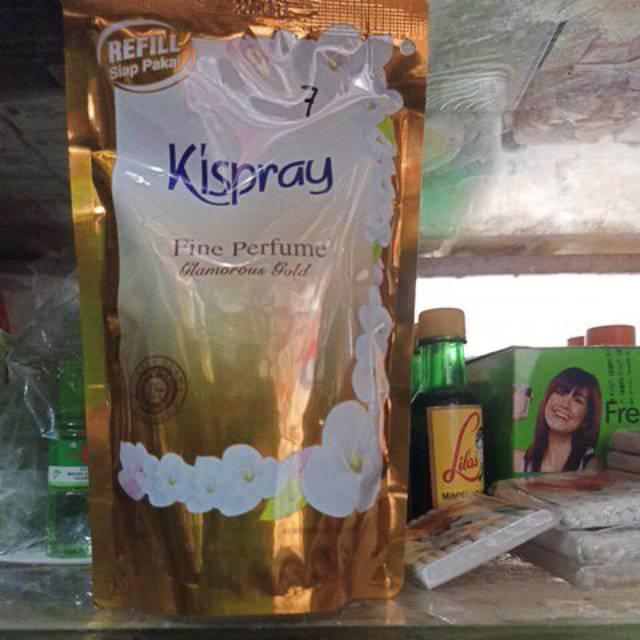 REFILL
Siap Pakai
7
Kispray
Fine Perfume
Glamorous Gold
Lilas
Fre